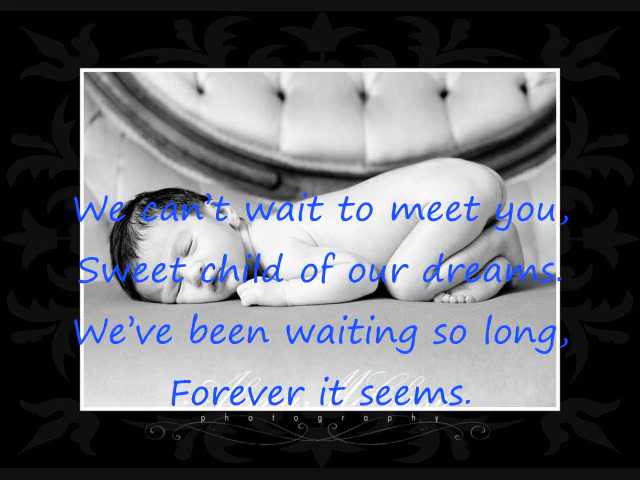 We can't wait to meet you,
Sweet child of our dreams.
We've been waiting so long,
Forever it seems.
photography